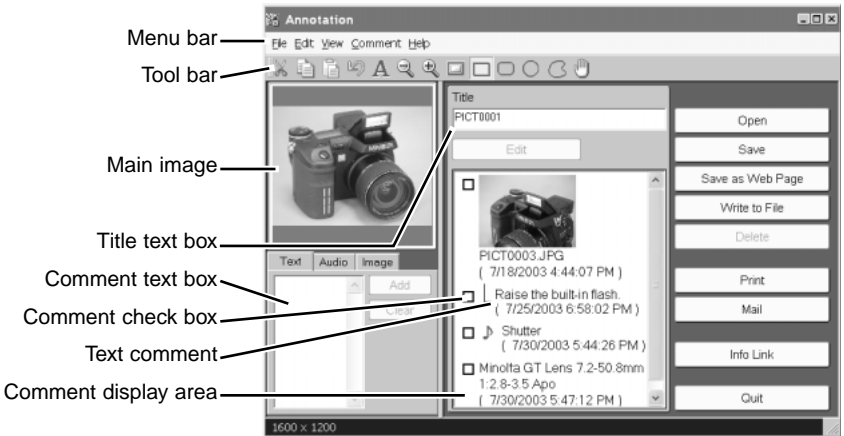 Annotation
Menu bar
File Edit View Comment Help
Tool bar
A
Main image
MINOLTA
Title
PICT0001
Edit
Title text box
Comment text box
Comment check box
Text comment
Comment display area
Text Audio Image
Add
Clear
PICT0003.JPG
( 7/18/2003 4:44:07 PM )
Raise the built-in flash.
( 7/25/2003 6:58:02 PM )
Shutter
( 7/30/2003 5:44:26 PM )
Minolta GT Lens 7.2-50.8mm
1:2.8-3.5 Apo
( 7/30/2003 5:47:12 PM )
Open
Save
Save as Web Page
Write to File
Delete
Print
Mail
Info Link
Quit
1600 × 1200